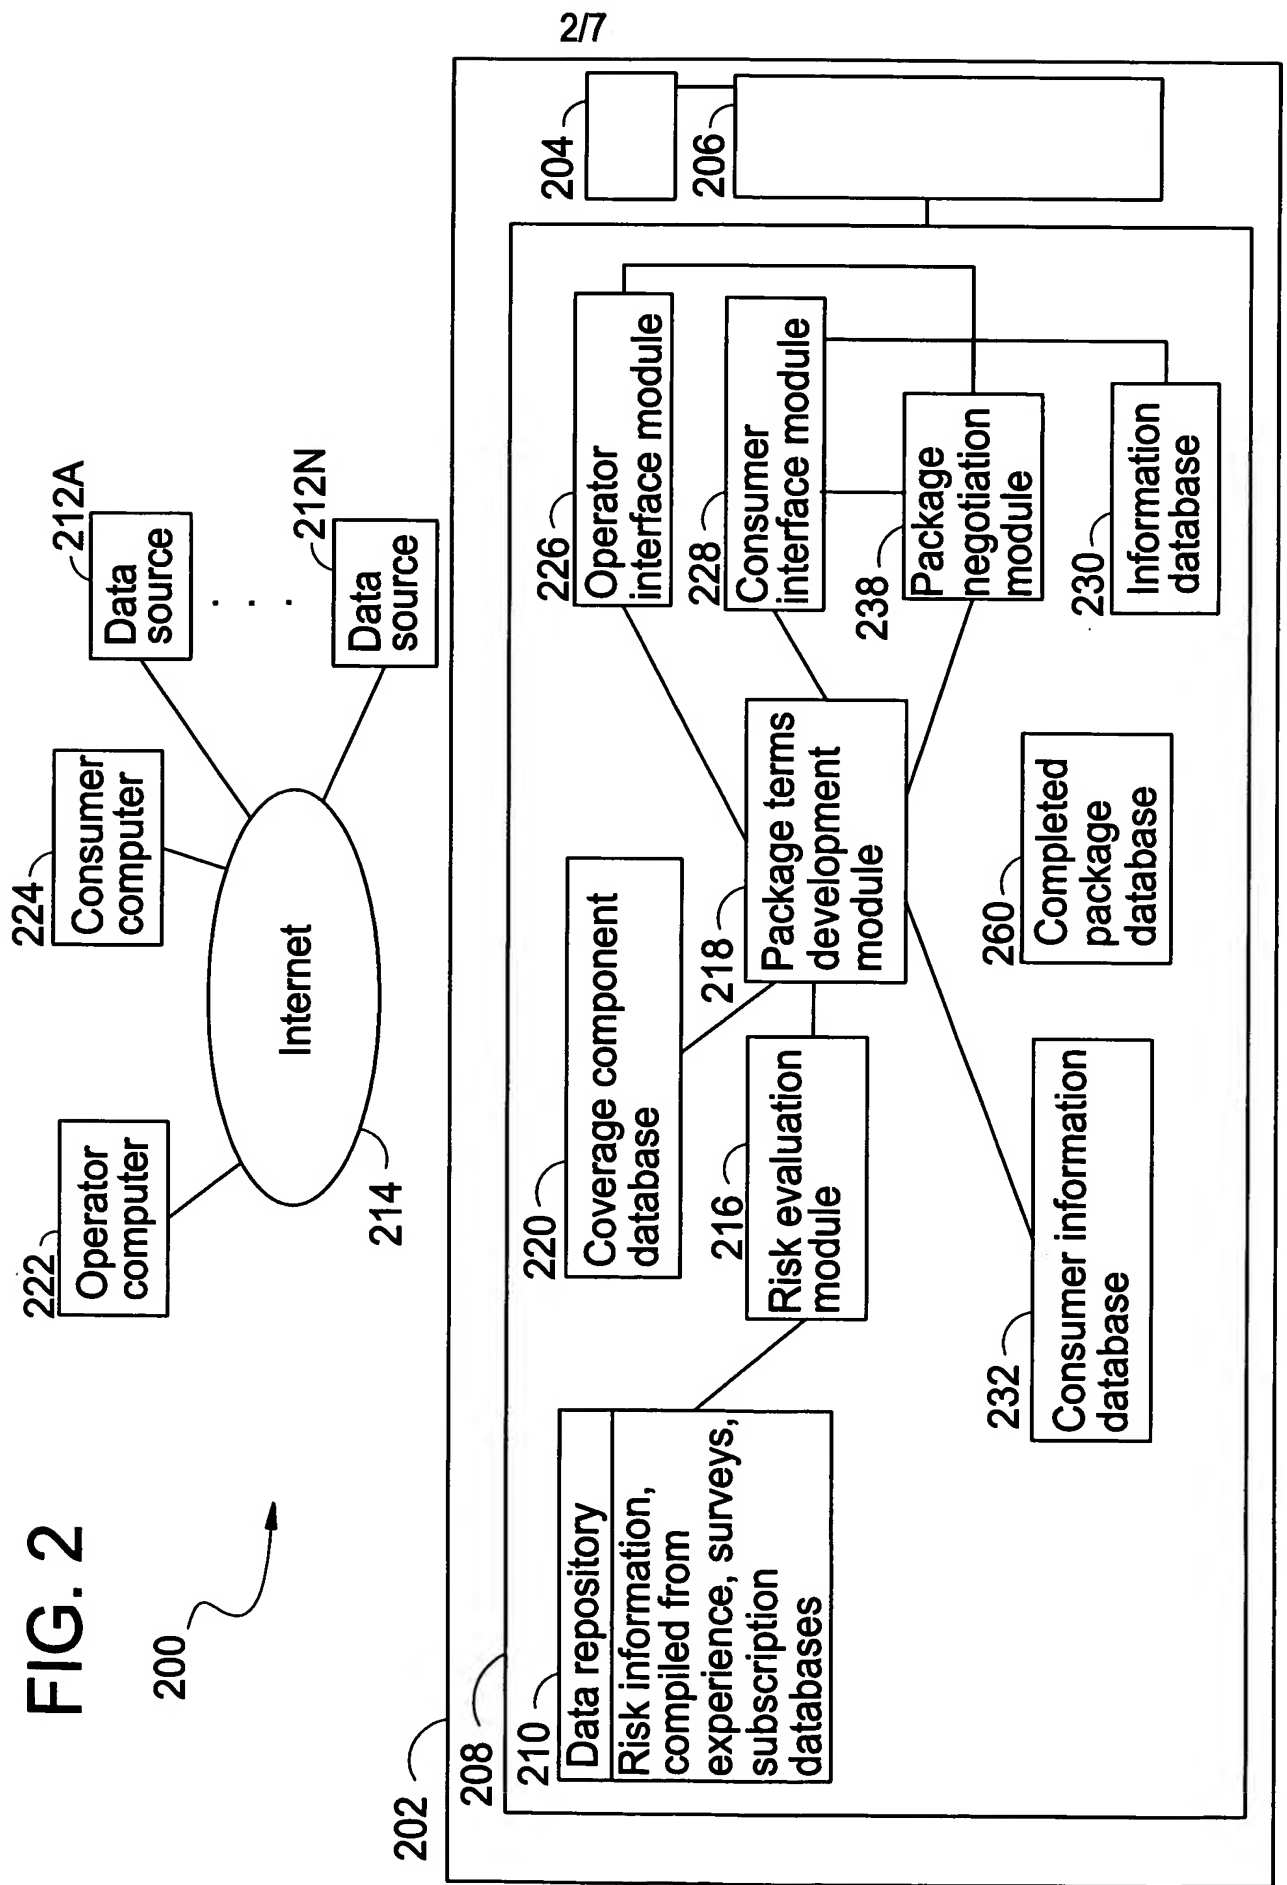 2/7
FIG. 2
200
222
Operator
computer
224
Consumer
computer
212A
Data
source
. . .
212N
Data
source
Internet
214
202
208
204
206
210
Data repository
Risk information,
compiled from
experience, surveys,
subscription
databases
220
Coverage component
database
216
Risk evaluation
module
218
Package terms
development
module
226
Operator
interface module
228
Consumer
interface module
238
Package
negotiation
module
230
Information
database
232
Consumer information
database
260
Completed
package
database